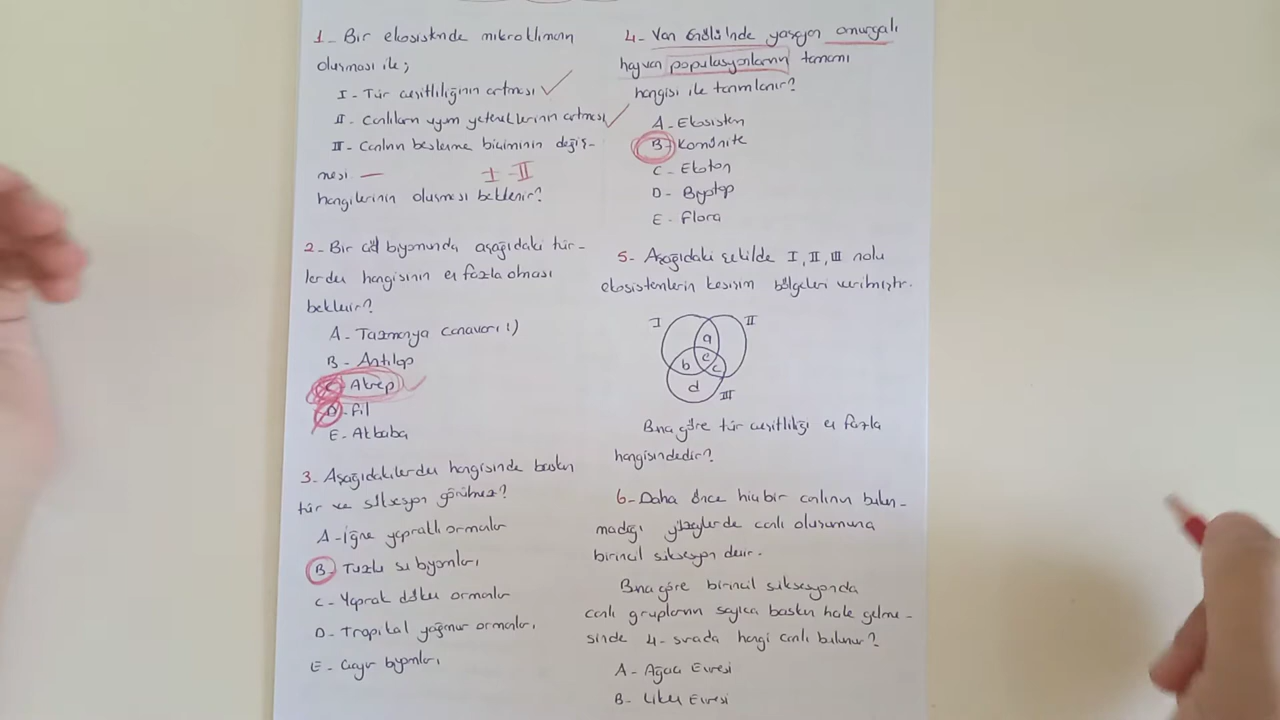 1- Bir ekosistemde mikroklimanın
oluşması ile;
I- Tür çeşitliliğinin artması
II- Canlıların uyum yeteneklerinin artması
III- Canlının beslenme biçiminin değiş-
mesi
I-II
hangilerinin oluşması beklenir?
2- Bir çöl biyomunda aşağıdaki tür-
lerden hangisinin en fazla olması
beklenir?
A- Tazmanya canavarı :)
B- Antilop
C- Akrep
D- Fil
E- Akbaba
3- Aşağıdakilerden hangisinde baskın
tür ve süksesyon görülmez?
A- İğne yapraklı ormanlar
B- Tuzlu su biyomları
C- Yaprak döken ormanlar
D- Tropikal yağmur ormanları
E- Çayır biyomları
4- Van Gölü'nde yaşayan omurgalı
hayvan populasyonlarının tamamı
hangisi ile tanımlanır?
A- Ekosistem
B- Komünite
C- Ekoton
D- Biyotop
E- Flora
5- Aşağıdaki şekilde I, II, III nolu
ekosistemlerin kesişim bölgeleri verilmiştir.
I II
a
b e c
d
III
Buna göre tür çeşitliliği en fazla
hangisindedir?
6- Daha önce hiçbir canlının bulun-
madığı yüzeylerde canlı oluşumuna
birincil süksesyon denir.
Buna göre birincil süksesyonda
canlı grupların sayıca baskın hale gelme-
sinde 4. sırada hangi canlı bulunur?
A- Ağaç Evresi
B- Liken Evresi